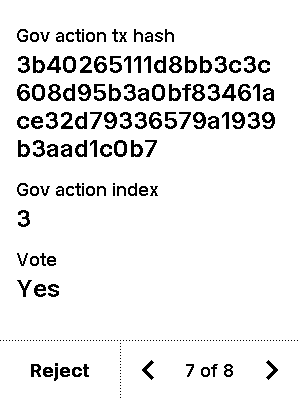 Gov action tx hash
3b40265111d8bb3c3c
608d95b3a0bf83461a
ce32d79336579a1939
b3aad1c0b7
Gov action index
3
Vote
Yes
Reject
7 of 8